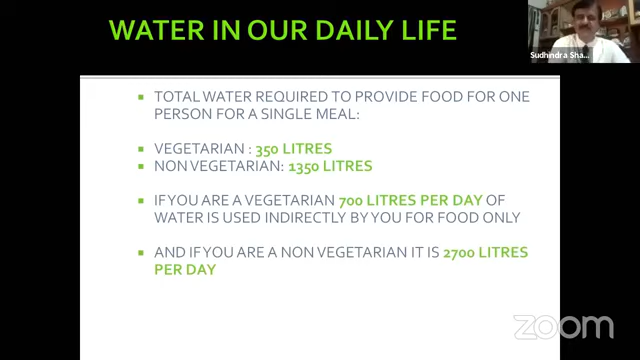 WATER IN OUR DAILY LIFE
Sudhindra Sha...
▪ TOTAL WATER REQUIRED TO PROVIDE FOOD FOR ONE
PERSON FOR A SINGLE MEAL:
▪ VEGETARIAN : 350 LITRES
▪ NON VEGETARIAN: 1350 LITRES
▪ IF YOU ARE A VEGETARIAN 700 LITRES PER DAY OF
WATER IS USED INDIRECTLY BY YOU FOR FOOD ONLY
▪ AND IF YOU ARE A NON VEGETARIAN IT IS 2700 LITRES
PER DAY
zoom